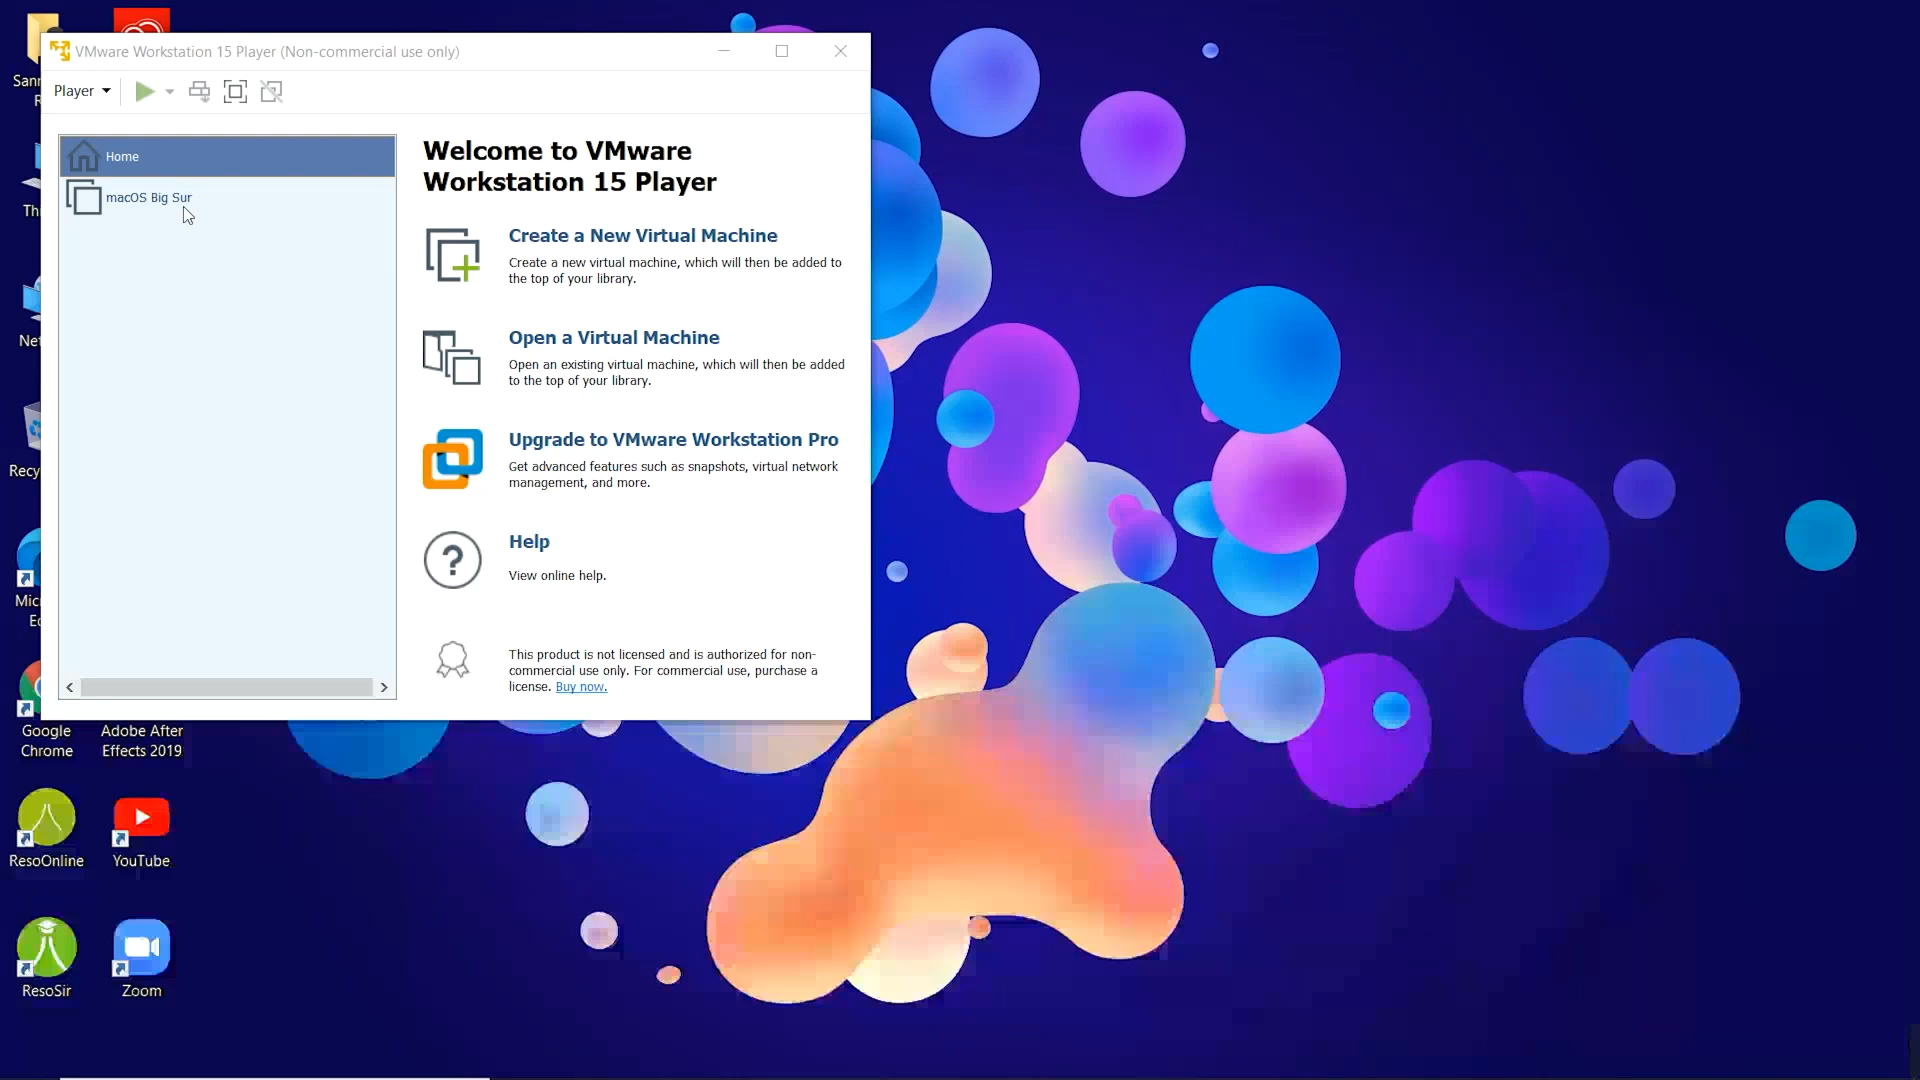 VMware Workstation 15 Player (Non-commercial use only)
Player
Home
macOS Big Sur
Welcome to VMware
Workstation 15 Player
Create a New Virtual Machine
Create a new virtual machine, which will then be added to
the top of your library.
Open a Virtual Machine
Open an existing virtual machine, which will then be added
to the top of your library.
Upgrade to VMware Workstation Pro
Get advanced features such as snapshots, virtual network
management, and more.
Help
View online help.
This product is not licensed and is authorized for non-
commercial use only. For commercial use, purchase a
license. Buy now.
Google
Chrome
Adobe After
Effects 2019
ResoOnline
YouTube
ResoSir
Zoom